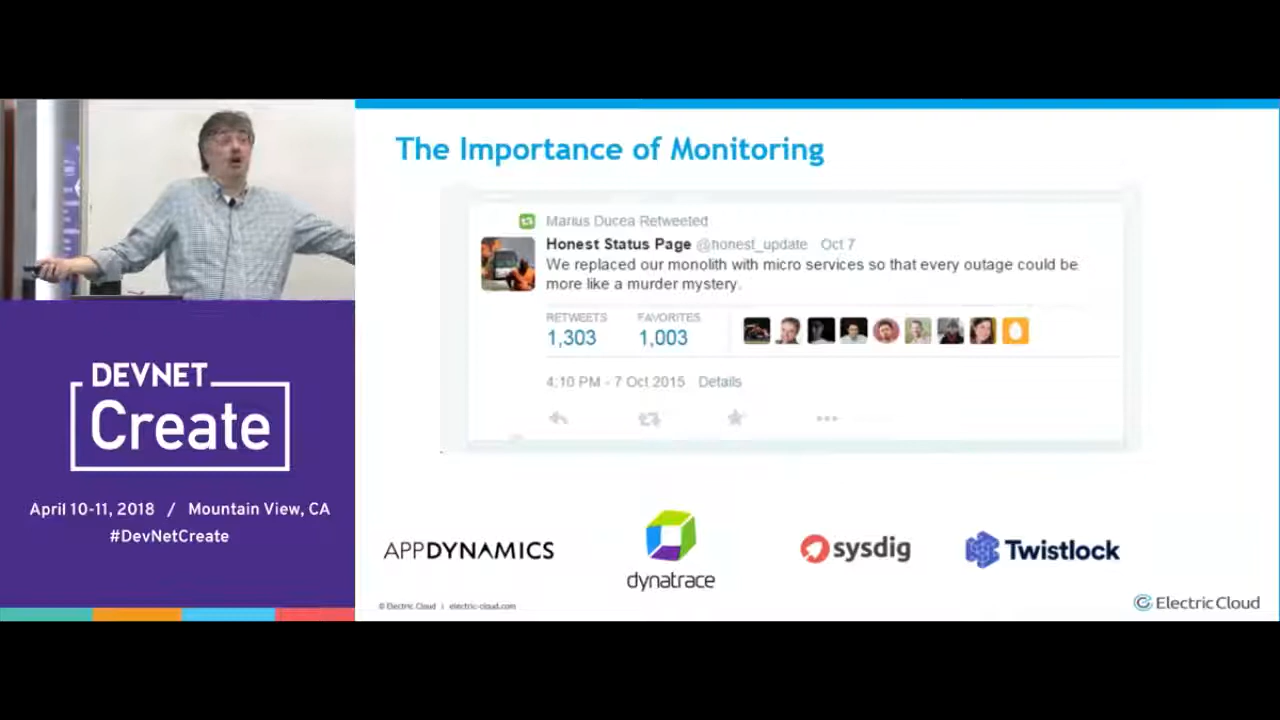 The Importance of Monitoring
Marius Ducea Retweeted
Honest Status Page @honest_update Oct 7
We replaced our monolith with micro services so that every outage could be
more like a murder mystery.
RETWEETS FAVORITES
1,303 1,003
4:10 PM - 7 Oct 2015 Details
DEVNET
Create
April 10-11, 2018 / Mountain View, CA
#DevNetCreate
APPDYNAMICS
dynatrace
sysdig
Twistlock
© Electric Cloud | electric-cloud.com
Electric Cloud